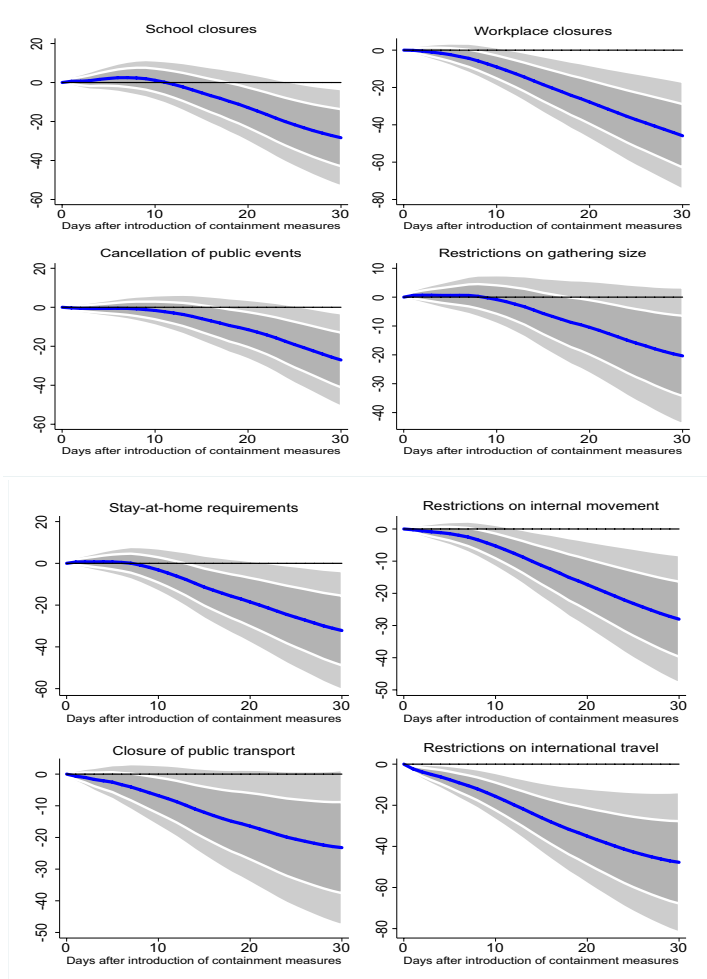 School closures
20
0
-20
-40
-60
0 10 20 30
Days after introduction of containment measures
Workplace closures
0
-20
-40
-60
-80
0 10 20 30
Days after introduction of containment measures
Cancellation of public events
20
0
-20
-40
-60
0 10 20 30
Days after introduction of containment measures
Restrictions on gathering size
10
0
-10
-20
-30
-40
0 10 20 30
Days after introduction of containment measures
Stay-at-home requirements
20
0
-20
-40
-60
0 10 20 30
Days after introduction of containment measures
Restrictions on internal movement
0
-10
-20
-30
-40
-50
0 10 20 30
Days after introduction of containment measures
Closure of public transport
0
-10
-20
-30
-40
-50
0 10 20 30
Days after introduction of containment measures
Restrictions on international travel
0
-20
-40
-60
-80
0 10 20 30
Days after introduction of containment measures